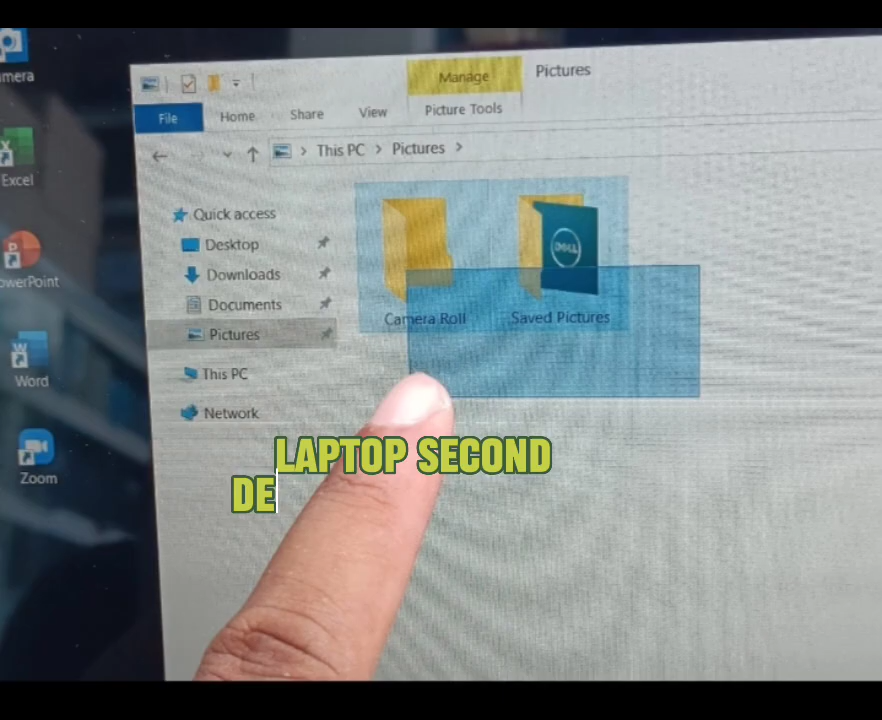 amera
Excel
owerPoint
Word
Zoom
Manage
Pictures
File
Home
Share
View
Picture Tools
This PC > Pictures >
Quick access
Desktop
Downloads
Documents
Pictures
This PC
Network
DELL
Camera Roll
Saved Pictures
LAPTOP SECOND
DE